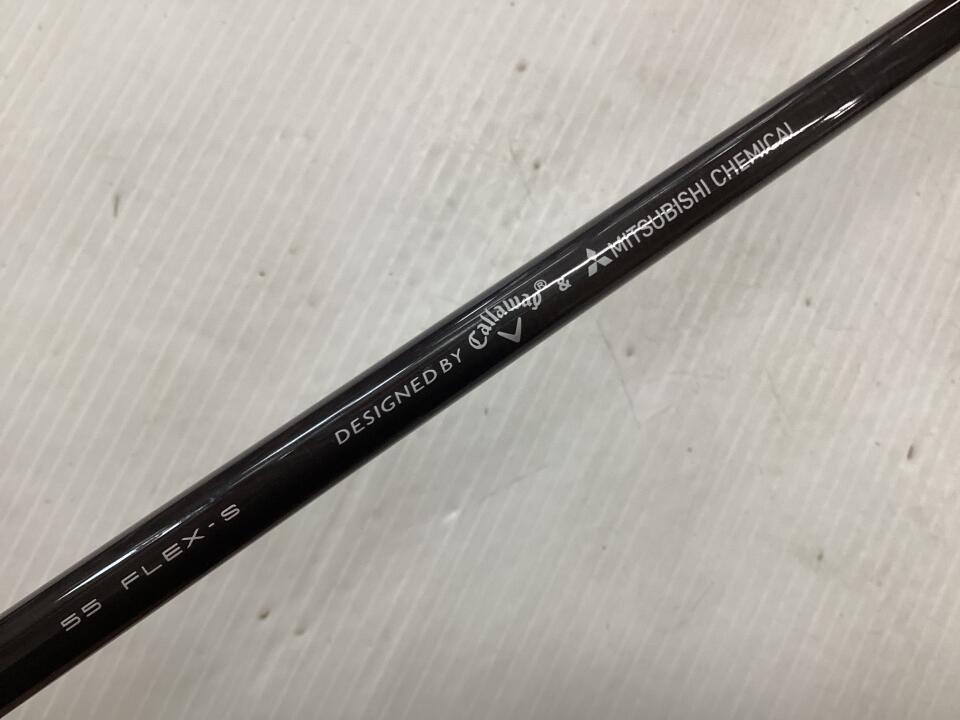 55 FLEX-S
DESIGNED BY Callaway® & MITSUBISHI CHEMICAL